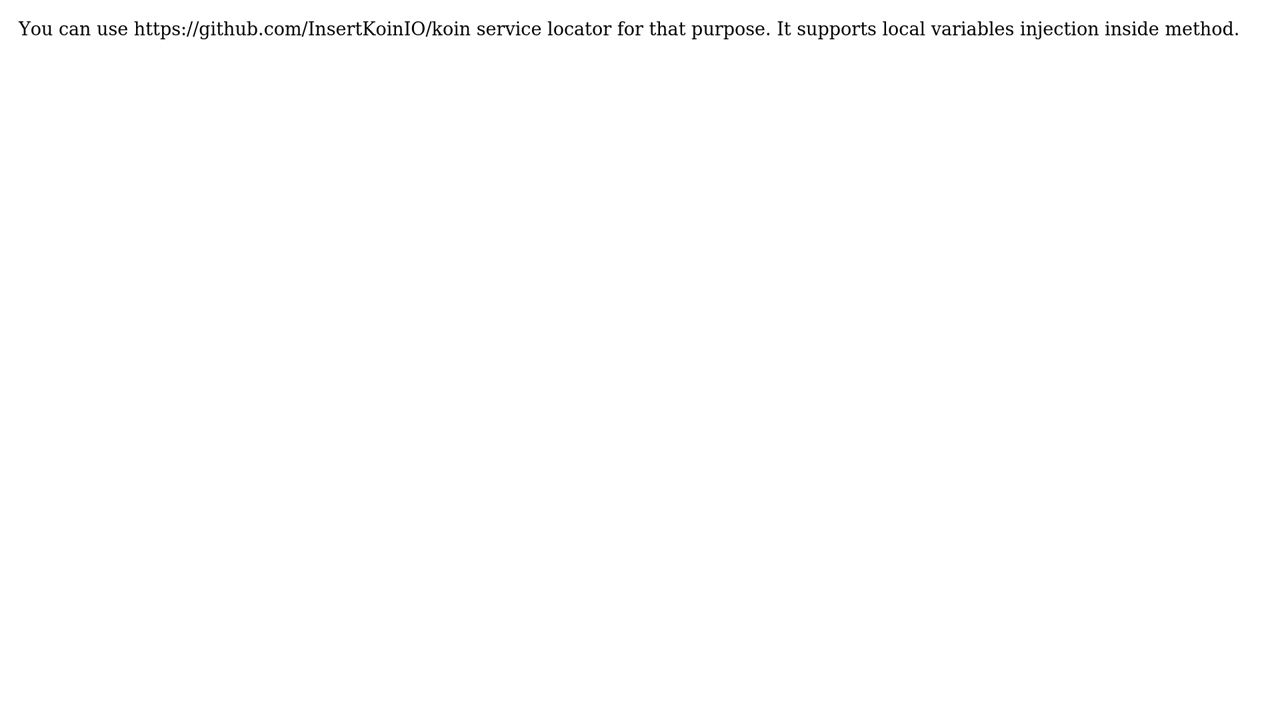 You can use https://github.com/InsertKoinIO/koin service locator for that purpose. It supports local variables injection inside method.